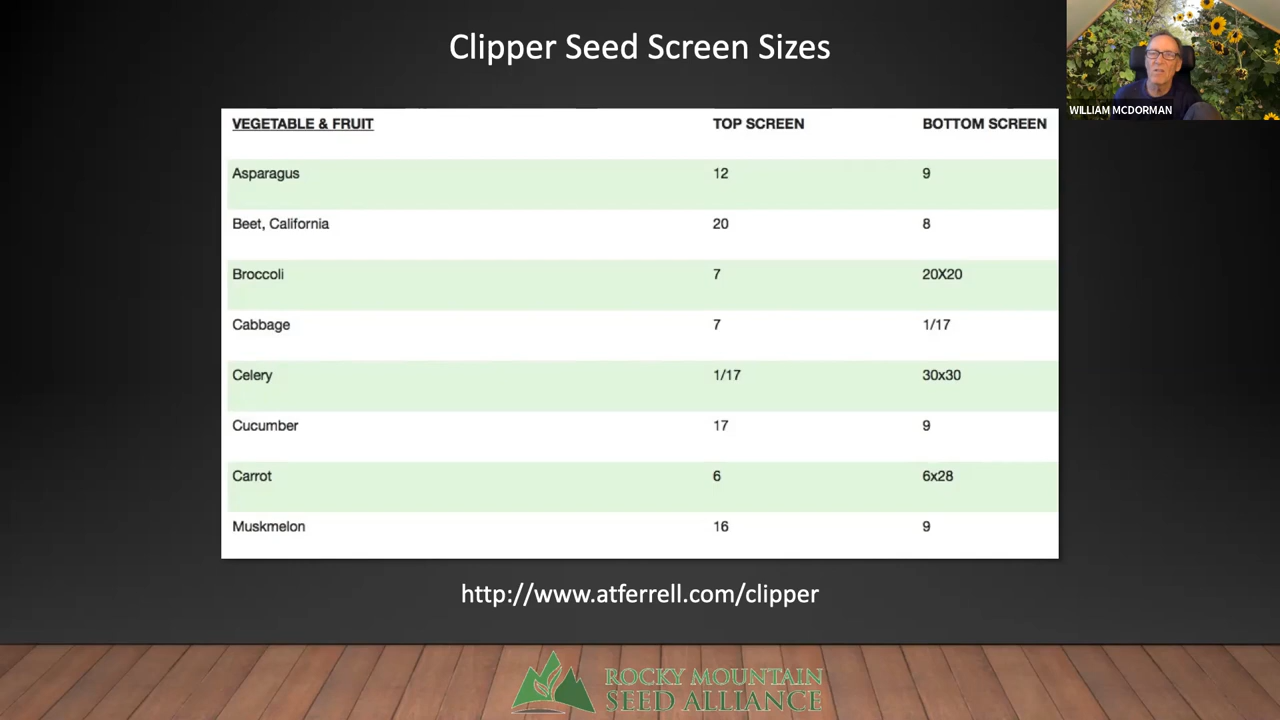 Clipper Seed Screen Sizes
WILLIAM MCDORMAN
VEGETABLE & FRUIT TOP SCREEN BOTTOM SCREEN
Asparagus 12 9
Beet, California 20 8
Broccoli 7 20X20
Cabbage 7 1/17
Celery 1/17 30x30
Cucumber 17 9
Carrot 6 6x28
Muskmelon 16 9
http://www.atferrell.com/clipper
ROCKY MOUNTAIN
SEED ALLIANCE